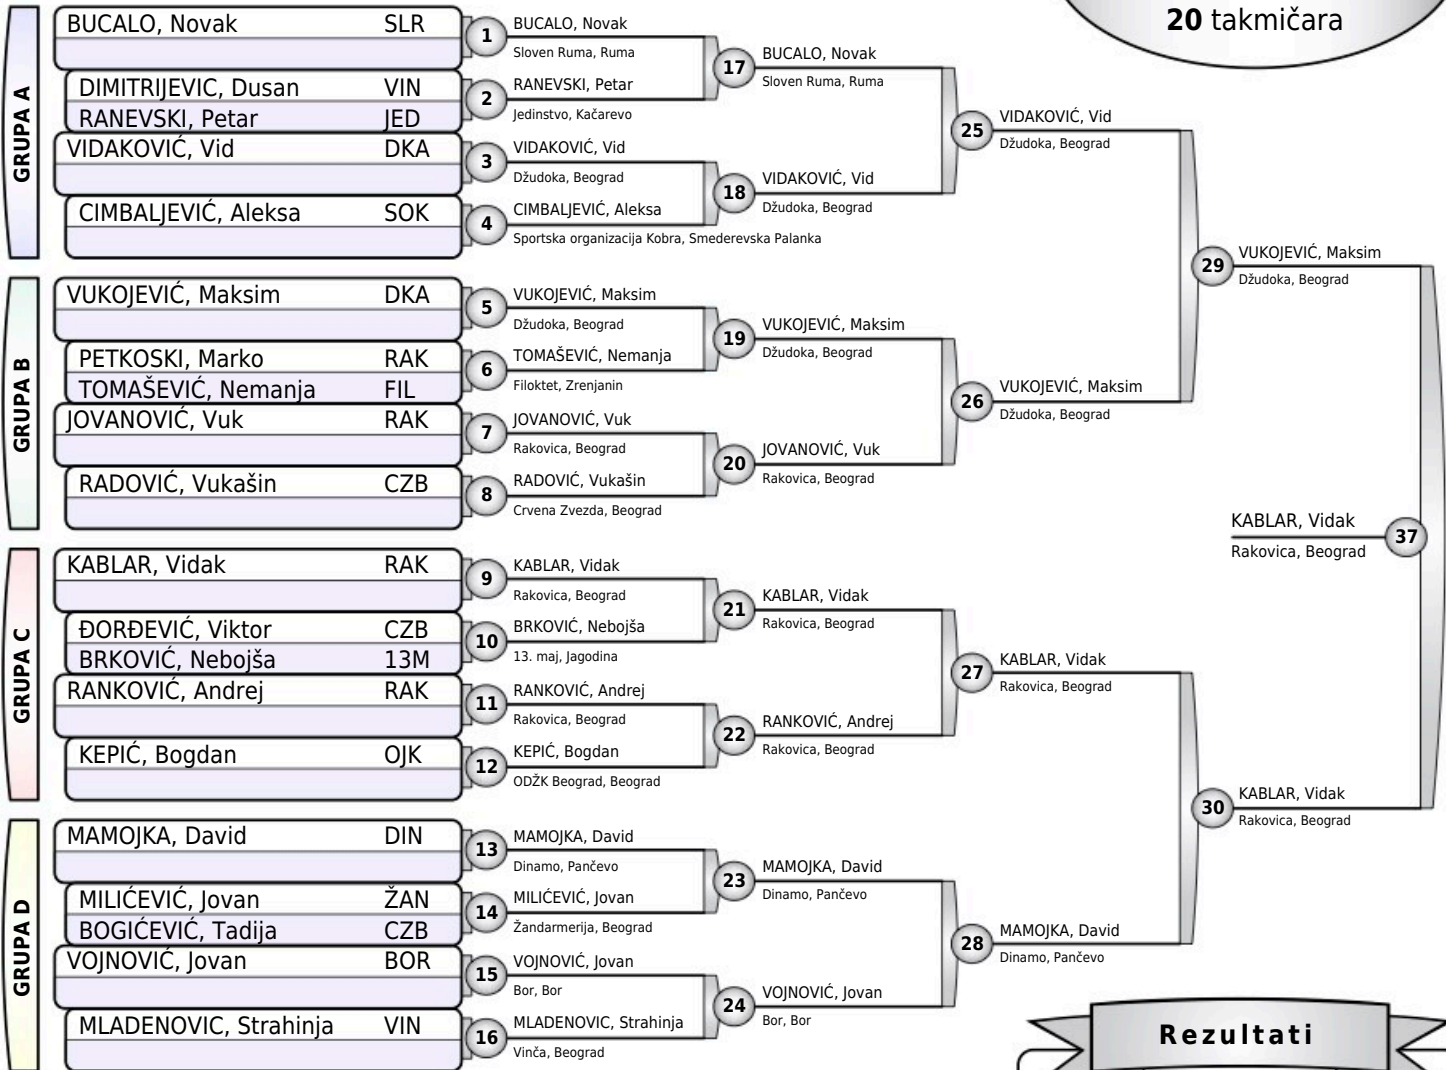 20 takmičara
GRUPA A
BUCALO, Novak SLR
DIMITRIJEVIC, Dusan VIN
RANEVSKI, Petar JED
VIDAKOVIĆ, Vid DKA
CIMBALJEVIĆ, Aleksa SOK
GRUPA B
VUKOJEVIĆ, Maksim DKA
PETKOSKI, Marko RAK
TOMAŠEVIĆ, Nemanja FIL
JOVANOVIĆ, Vuk RAK
RADOVIĆ, Vukašin CZB
GRUPA C
KABLAR, Vidak RAK
ĐORĐEVIĆ, Viktor CZB
BRKOVIĆ, Nebojša 13M
RANKOVIĆ, Andrej RAK
KEPIĆ, Bogdan OJK
GRUPA D
MAMOJKA, David DIN
MILIĆEVIĆ, Jovan ŽAN
BOGIĆEVIĆ, Tadija CZB
VOJNOVIĆ, Jovan BOR
MLADENOVIC, Strahinja VIN
1 BUCALO, Novak
Sloven Ruma, Ruma
2 RANEVSKI, Petar
Jedinstvo, Kačarevo
3 VIDAKOVIĆ, Vid
Džudoka, Beograd
4 CIMBALJEVIĆ, Aleksa
Sportska organizacija Kobra, Smederevska Palanka
5 VUKOJEVIĆ, Maksim
Džudoka, Beograd
6 TOMAŠEVIĆ, Nemanja
Filoktet, Zrenjanin
7 JOVANOVIĆ, Vuk
Rakovica, Beograd
8 RADOVIĆ, Vukašin
Crvena Zvezda, Beograd
9 KABLAR, Vidak
Rakovica, Beograd
10 BRKOVIĆ, Nebojša
13. maj, Jagodina
11 RANKOVIĆ, Andrej
Rakovica, Beograd
12 KEPIĆ, Bogdan
ODŽK Beograd, Beograd
13 MAMOJKA, David
Dinamo, Pančevo
14 MILIĆEVIĆ, Jovan
Žandarmerija, Beograd
15 VOJNOVIĆ, Jovan
Bor, Bor
16 MLADENOVIC, Strahinja
Vinča, Beograd
17 BUCALO, Novak
Sloven Ruma, Ruma
18 VIDAKOVIĆ, Vid
Džudoka, Beograd
19 VUKOJEVIĆ, Maksim
Džudoka, Beograd
20 JOVANOVIĆ, Vuk
Rakovica, Beograd
21 KABLAR, Vidak
Rakovica, Beograd
22 RANKOVIĆ, Andrej
Rakovica, Beograd
23 MAMOJKA, David
Dinamo, Pančevo
24 VOJNOVIĆ, Jovan
Bor, Bor
25 VIDAKOVIĆ, Vid
Džudoka, Beograd
26 VUKOJEVIĆ, Maksim
Džudoka, Beograd
27 KABLAR, Vidak
Rakovica, Beograd
28 MAMOJKA, David
Dinamo, Pančevo
29 VUKOJEVIĆ, Maksim
Džudoka, Beograd
30 KABLAR, Vidak
Rakovica, Beograd
KABLAR, Vidak 37
Rakovica, Beograd
Rezultati